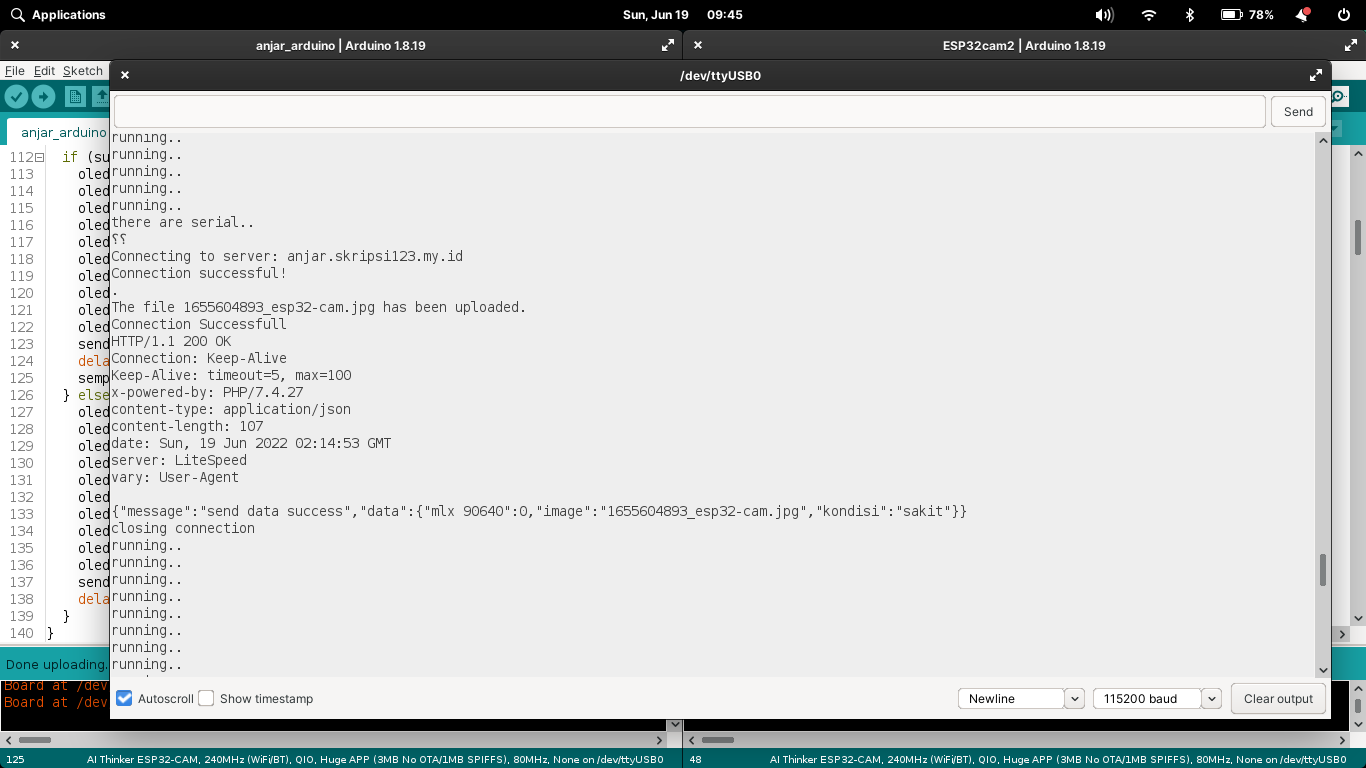 Applications
Sun, Jun 19 09:45
78%
anjar_arduino | Arduino 1.8.19
ESP32cam2 | Arduino 1.8.19
File Edit Sketch
/dev/ttyUSB0
Send
anjar_arduino
running..
running..
running..
running..
running..
there are serial..
⸮⸮
Connecting to server: anjar.skripsi123.my.id
Connection successful!
.
The file 1655604893_esp32-cam.jpg has been uploaded.
Connection Successfull
HTTP/1.1 200 OK
Connection: Keep-Alive
Keep-Alive: timeout=5, max=100
x-powered-by: PHP/7.4.27
content-type: application/json
content-length: 107
date: Sun, 19 Jun 2022 02:14:53 GMT
server: LiteSpeed
vary: User-Agent
{"message":"send data success","data":{"mlx 90640":0,"image":"1655604893_esp32-cam.jpg","kondisi":"sakit"}}
closing connection
running..
running..
running..
running..
running..
running..
running..
running..
112 if (su
113 oled
114 oled
115 oled
116 oled
117 oled
118 oled
119 oled
120 oled
121 oled
122 oled
123 send
124 dela
125 semp
126 } else
127 oled
128 oled
129 oled
130 oled
131 oled
132 oled
133 oled
134 oled
135 oled
136 oled
137 send
138 dela
139 }
140 }
Done uploading.
Board at /dev
Board at /dev
Autoscroll Show timestamp
Newline
115200 baud
Clear output
125
AI Thinker ESP32-CAM, 240MHz (WiFi/BT), QIO, Huge APP (3MB No OTA/1MB SPIFFS), 80MHz, None on /dev/ttyUSB0
48
AI Thinker ESP32-CAM, 240MHz (WiFi/BT), QIO, Huge APP (3MB No OTA/1MB SPIFFS), 80MHz, None on /dev/ttyUSB0